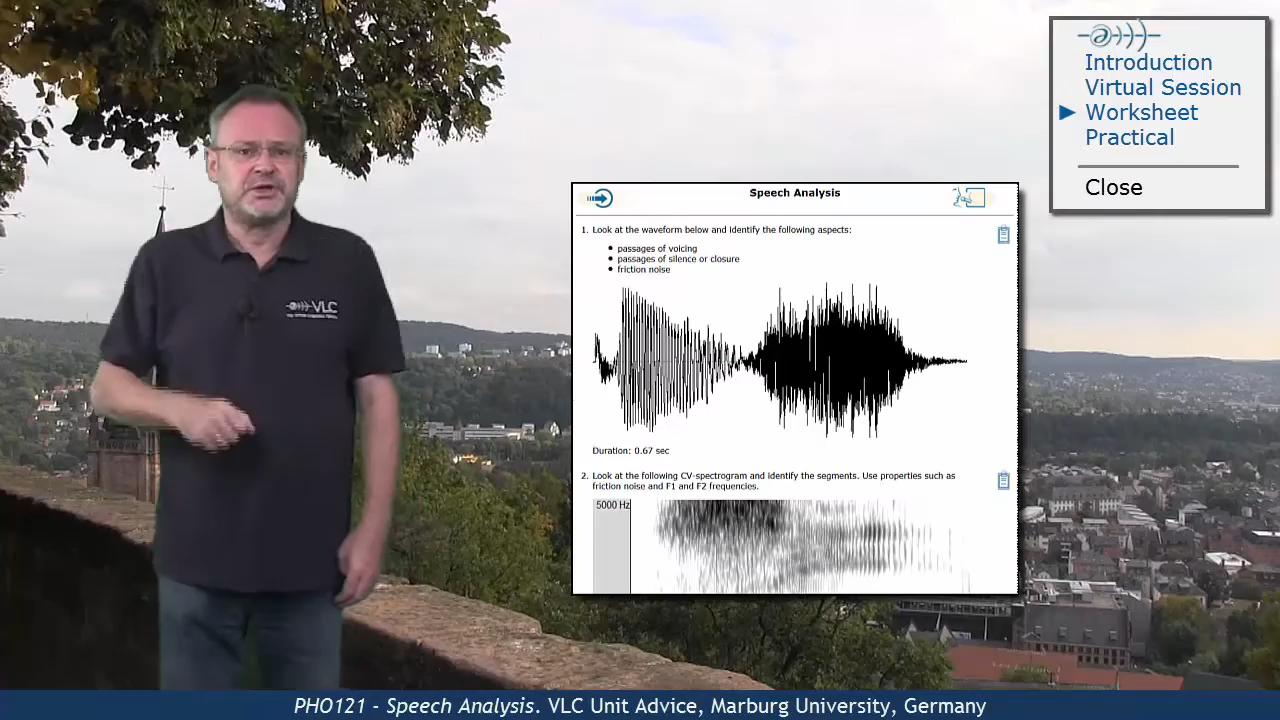 Introduction
Virtual Session
Worksheet
Practical
Close
Speech Analysis
1. Look at the waveform below and identify the following aspects:
• passages of voicing
• passages of silence or closure
• friction noise
Duration: 0.67 sec
2. Look at the following CV-spectrogram and identify the segments. Use properties such as
friction noise and F1 and F2 frequencies.
5000 Hz
VLC
PHO121 - Speech Analysis. VLC Unit Advice, Marburg University, Germany